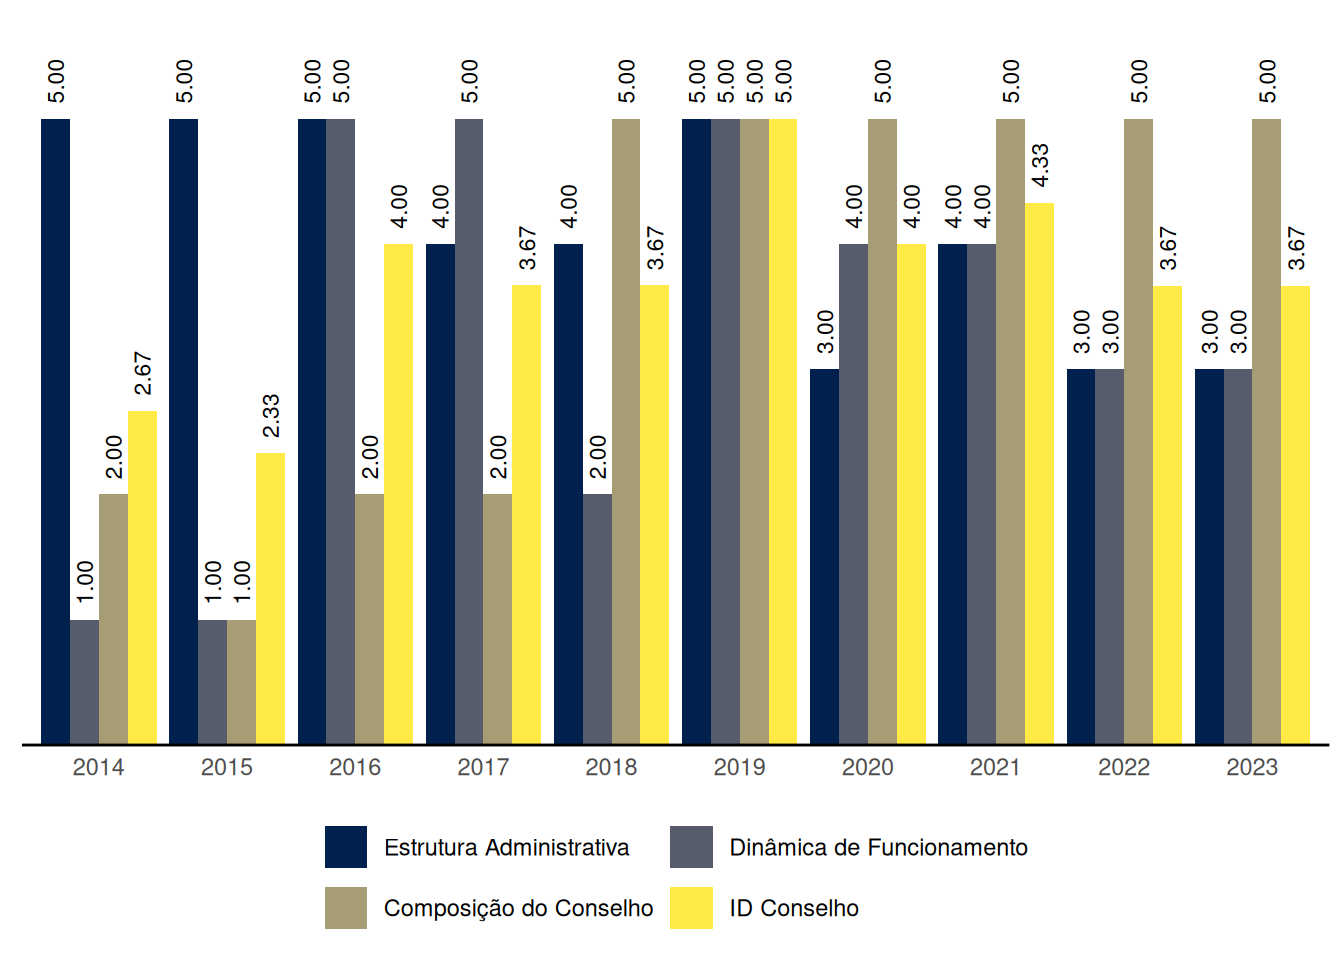 5.00 1.00 2.00 2.67
5.00 1.00 1.00 2.33
5.00 5.00 2.00 4.00
4.00 5.00 2.00 3.67
4.00 2.00 5.00 3.67
5.00 5.00 5.00 5.00
3.00 4.00 5.00 4.00
4.00 4.00 5.00 4.33
3.00 3.00 5.00 3.67
3.00 3.00 5.00 3.67
2014 2015 2016 2017 2018 2019 2020 2021 2022 2023
Estrutura Administrativa Dinâmica de Funcionamento
Composição do Conselho ID Conselho